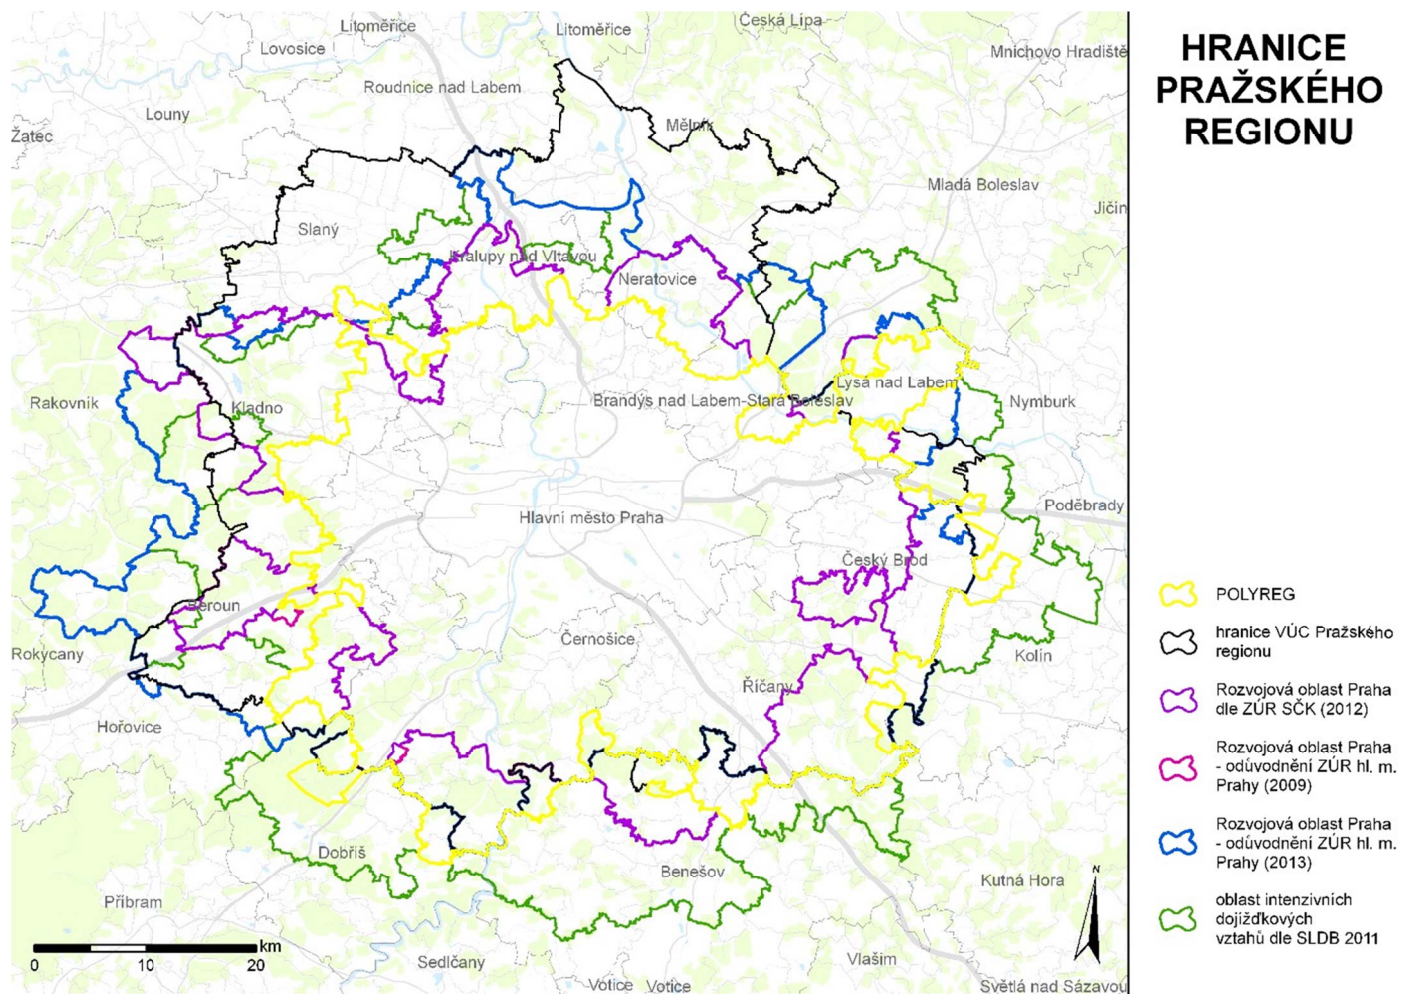 Litoměřice
Litoměřice
Česká Lípa
Lovosice
Mnichovo Hradiště
Roudnice nad Labem
Louny
Mělník
Žatec
Mladá Boleslav
Jičín
Slaný
Kralupy nad Vltavou
Neratovice
Lysá nad Labem
Rakovník
Kladno
Brandýs nad Labem-Stará Boleslav
Nymburk
Poděbrady
Hlavní město Praha
Český Brod
Beroun
Černošice
Rokycany
Kolín
Říčany
Hořovice
Dobříš
Benešov
Kutná Hora
Příbram
Sedlčany
Vlašim
Votice
Votice
Světlá nad Sázavou
km
0
10
20
N
HRANICE
PRAŽSKÉHO
REGIONU
POLYREG
hranice VÚC Pražského
regionu
Rozvojová oblast Praha
dle ZÚR SČK (2012)
Rozvojová oblast Praha
- odůvodnění ZÚR hl. m.
Prahy (2009)
Rozvojová oblast Praha
- odůvodnění ZÚR hl. m.
Prahy (2013)
oblast intenzivních
dojížďkových
vztahů dle SLDB 2011